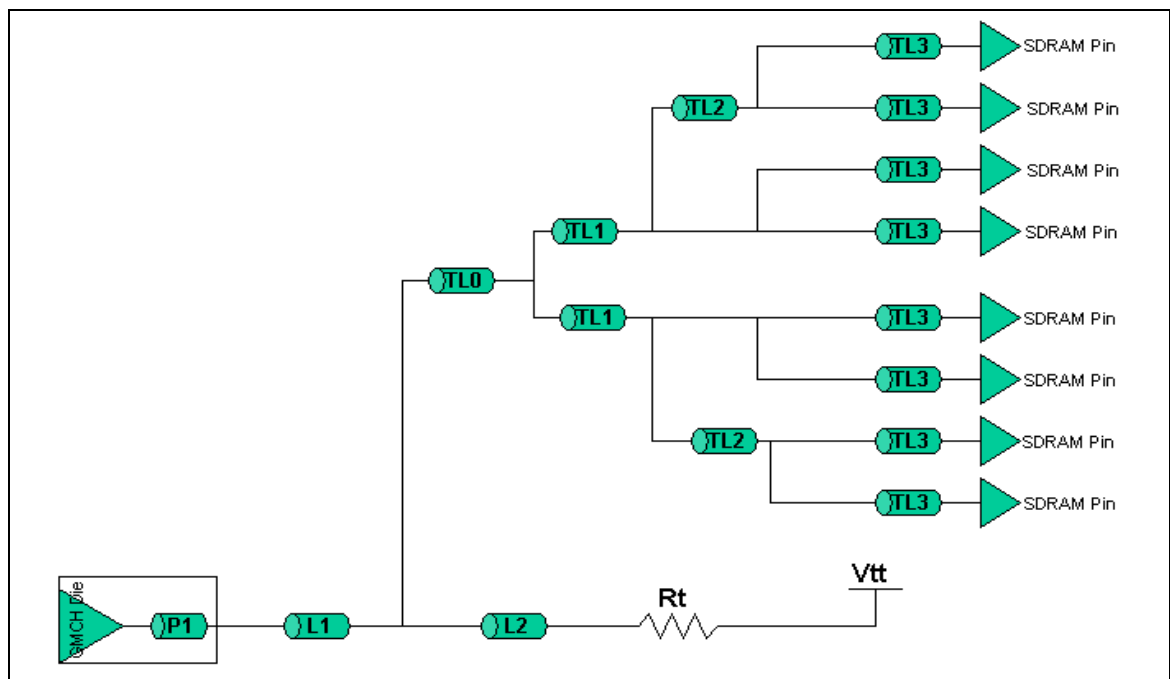 TL3 SDRAM Pin
TL2 TL3 SDRAM Pin
TL3 SDRAM Pin
TL1 TL3 SDRAM Pin
TL0
TL1 TL3 SDRAM Pin
TL3 SDRAM Pin
TL2 TL3 SDRAM Pin
TL3 SDRAM Pin
Vtt
Rt
GMCH Die P1 L1 L2